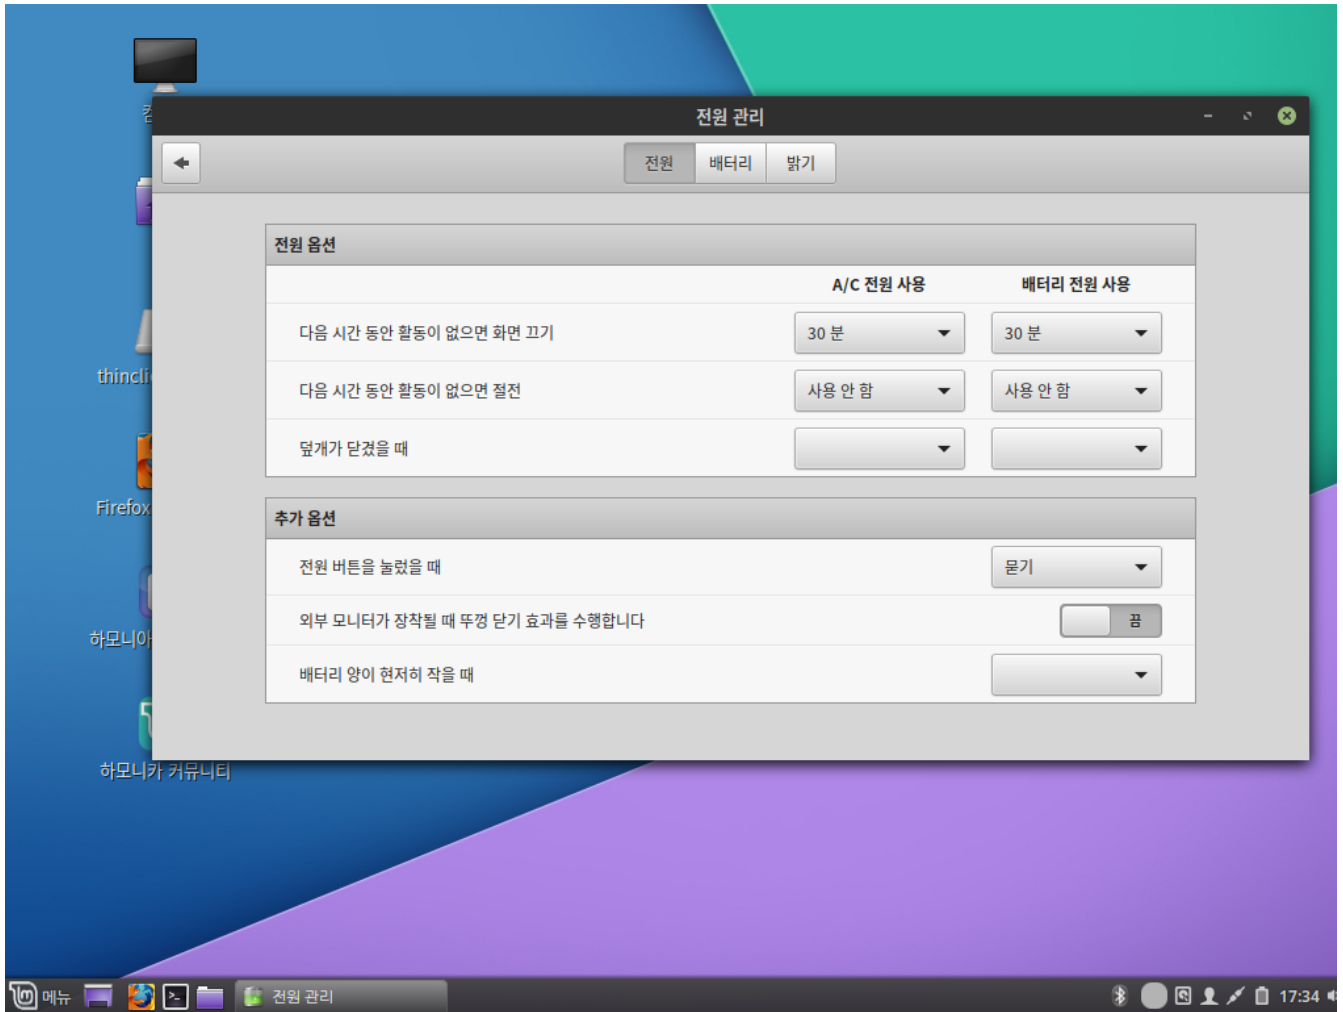 전원 관리
전원 배터리 밝기
전원 옵션
A/C 전원 사용 배터리 전원 사용
다음 시간 동안 활동이 없으면 화면 끄기 30 분 30 분
다음 시간 동안 활동이 없으면 절전 사용 안 함 사용 안 함
덮개가 닫겼을 때
추가 옵션
전원 버튼을 눌렀을 때 묻기
외부 모니터가 장착될 때 뚜껑 닫기 효과를 수행합니다 끔
배터리 양이 현저히 작을 때
thincli
Firefox
하모니
하모니카 커뮤니티
메뉴 전원 관리 17:34